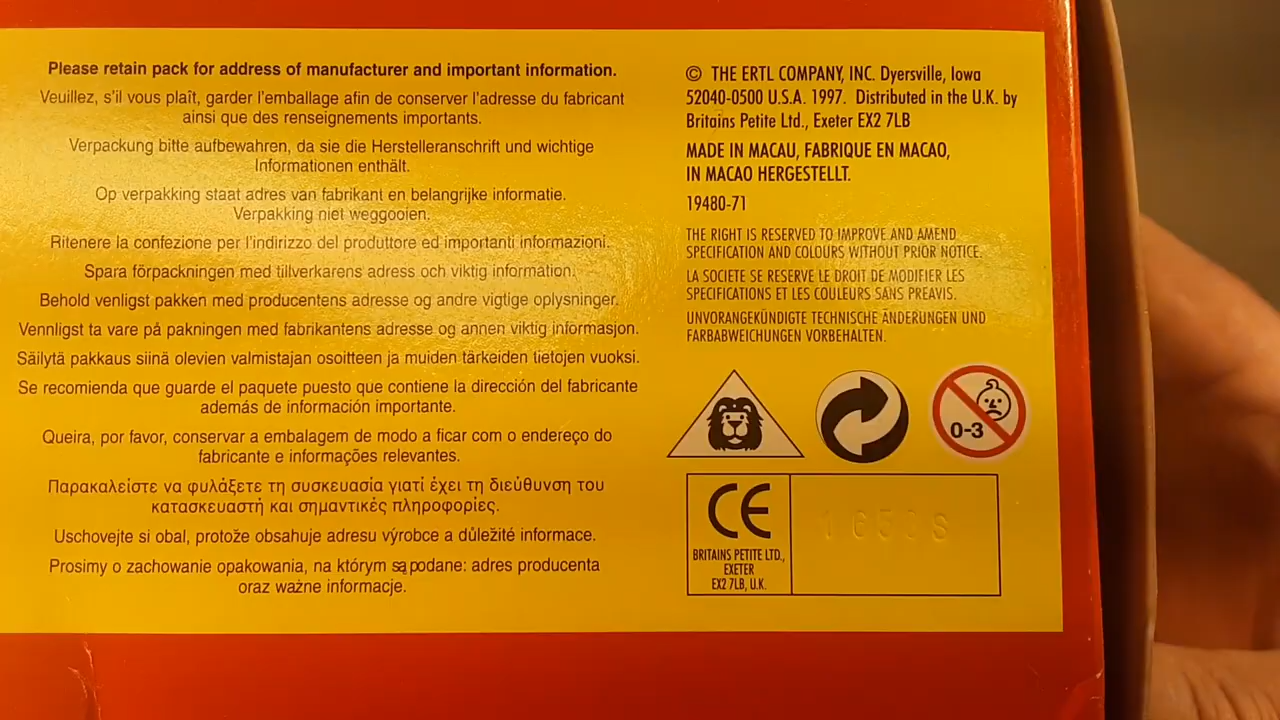 Please retain pack for address of manufacturer and important information.
Veuillez, s'il vous plaît, garder l'emballage afin de conserver l'adresse du fabricant
ainsi que des renseignements importants.
Verpackung bitte aufbewahren, da sie die Herstelleranschrift und wichtige
Informationen enthält.
Op verpakking staat adres van fabrikant en belangrijke informatie.
Verpakking niet weggooien.
Ritenere la confezione per l'indirizzo del produttore ed importanti informazioni.
Spara förpackningen med tillverkarens adress och viktig information.
Behold venligst pakken med producentens adresse og andre vigtige oplysninger.
Vennligst ta vare på pakningen med fabrikantens adresse og annen viktig informasjon.
Säilytä pakkaus siinä olevien valmistajan osoitteen ja muiden tärkeiden tietojen vuoksi.
Se recomienda que guarde el paquete puesto que contiene la dirección del fabricante
además de información importante.
Queira, por favor, conservar a embalagem de modo a ficar com o endereço do
fabricante e informações relevantes.
Παρακαλείστε να φυλάξετε τη συσκευασία γιατί έχει τη διεύθυνση του
κατασκευαστή και σημαντικές πληροφορίες.
Uschovejte si obal, protože obsahuje adresu výrobce a důležité informace.
Prosimy o zachowanie opakowania, na którym są podane: adres producenta
oraz ważne informacje.
© THE ERTL COMPANY, INC. Dyersville, Iowa
52040-0500 U.S.A. 1997. Distributed in the U.K. by
Britains Petite Ltd., Exeter EX2 7LB
MADE IN MACAU, FABRIQUE EN MACAO,
IN MACAO HERGESTELLT.
19480-71
THE RIGHT IS RESERVED TO IMPROVE AND AMEND
SPECIFICATION AND COLOURS WITHOUT PRIOR NOTICE.
LA SOCIETE SE RESERVE LE DROIT DE MODIFIER LES
SPECIFICATIONS ET LES COULEURS SANS PREAVIS.
UNVORANGEKÜNDIGTE TECHNISCHE ÄNDERUNGEN UND
FARBABWEICHUNGEN VORBEHALTEN.
0-3
CE
BRITAINS PETITE LTD.,
EXETER
EX2 7LB, U.K.